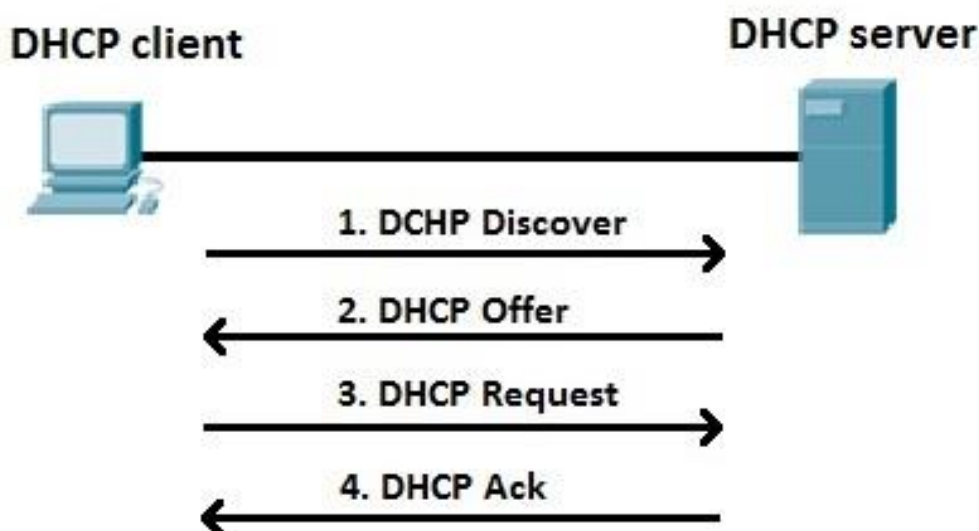 DHCP client
DHCP server
1. DCHP Discover
2. DHCP Offer
3. DHCP Request
4. DHCP Ack